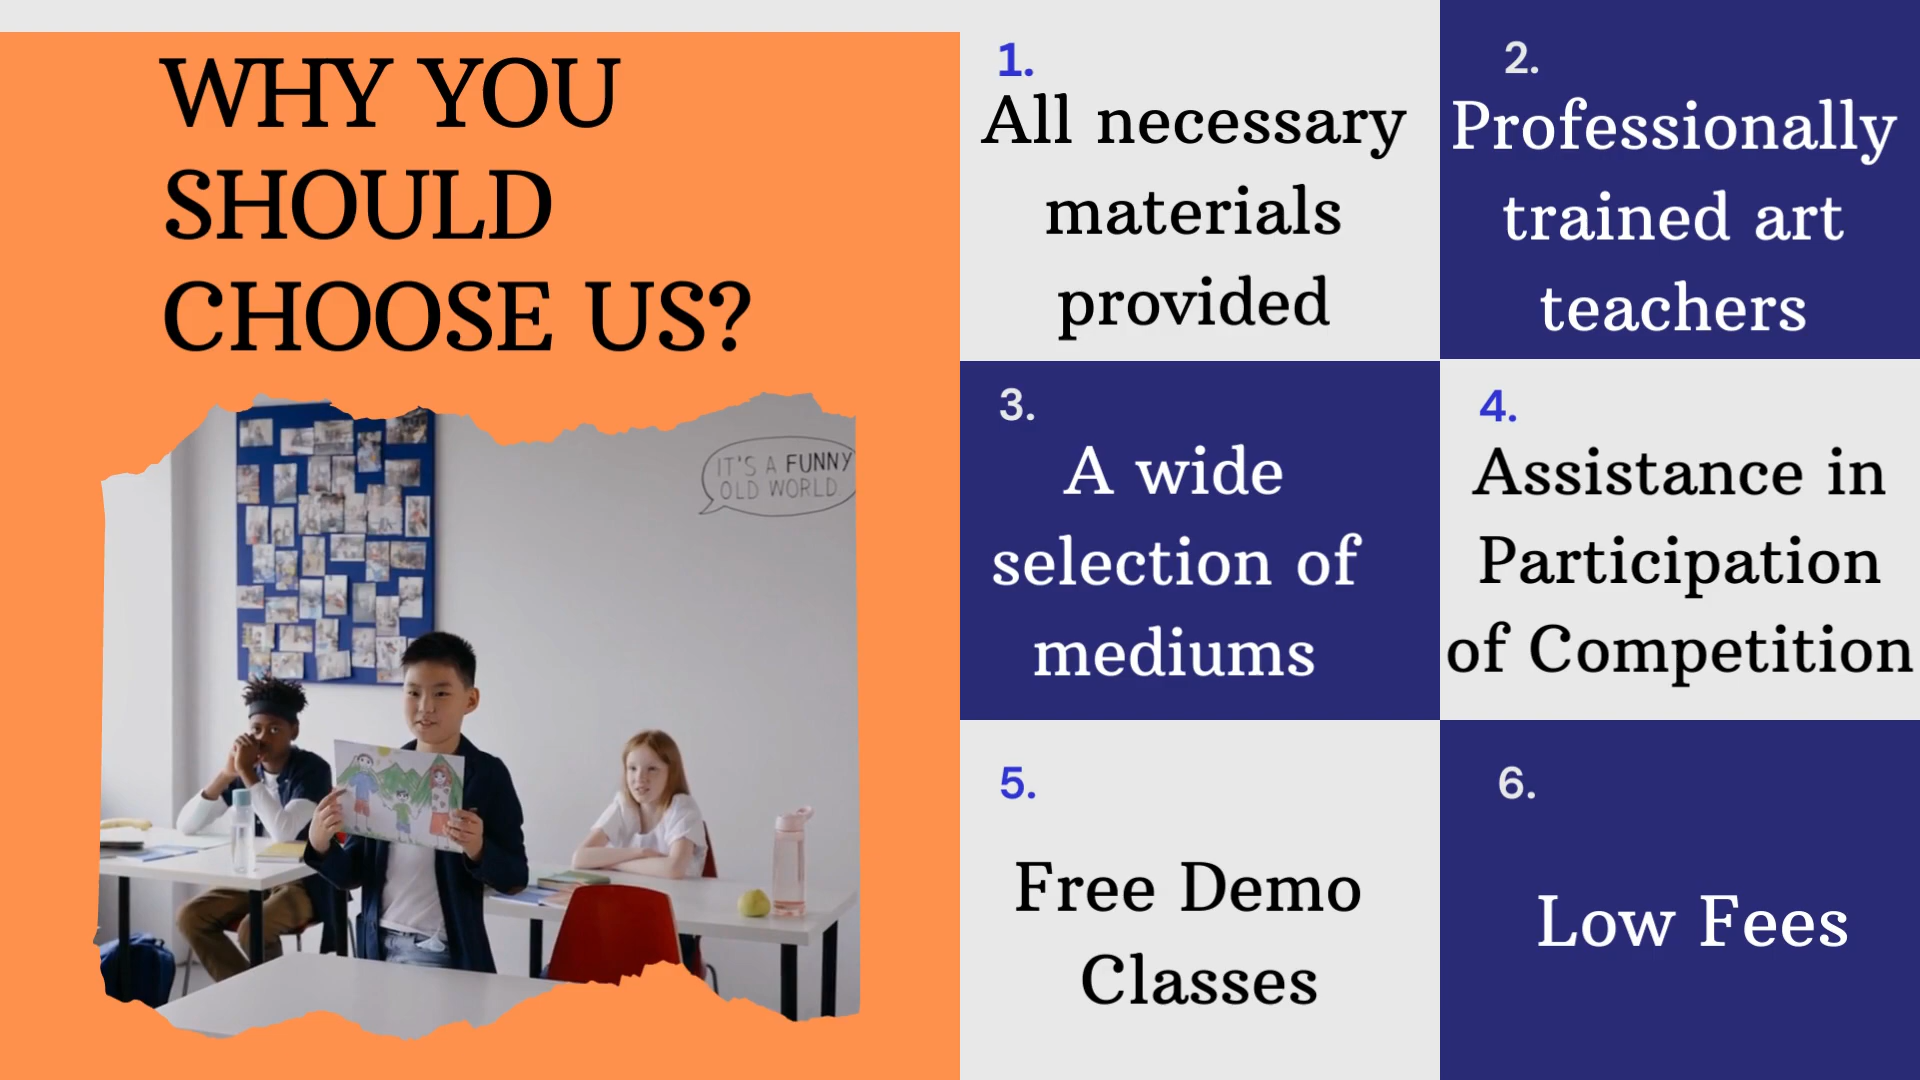 WHY YOU
SHOULD
CHOOSE US?
IT'S A FUNNY
OLD WORLD
1.
All necessary
materials
provided
2.
Professionally
trained art
teachers
3.
A wide
selection of
mediums
4.
Assistance in
Participation
of Competition
5.
Free Demo
Classes
6.
Low Fees